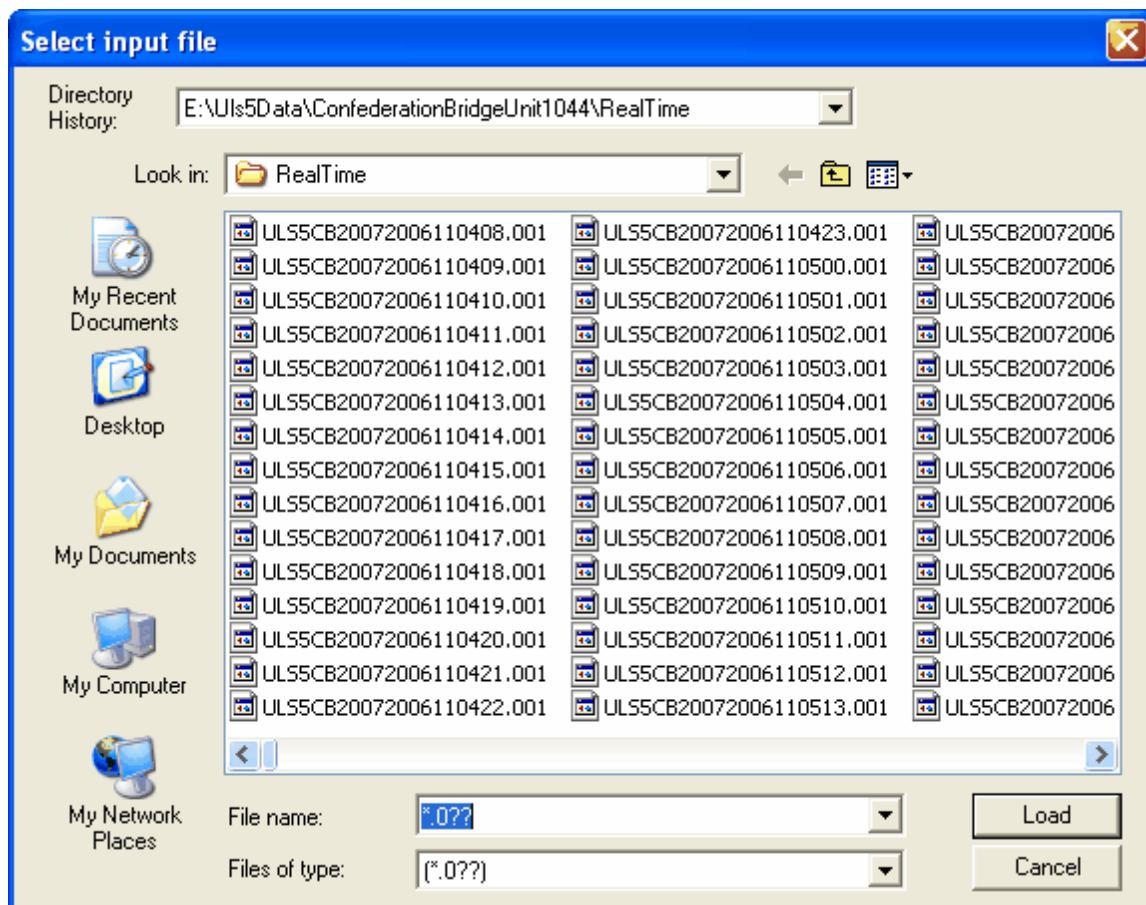 Select input file
Directory
History:
E:\Uls5Data\ConfederationBridgeUnit1044\RealTime
Look in:
RealTime
My Recent
Documents
Desktop
My Documents
My Computer
My Network
Places
ULS5CB20072006110408.001 ULS5CB20072006110423.001 ULS5CB20072006
ULS5CB20072006110409.001 ULS5CB20072006110500.001 ULS5CB20072006
ULS5CB20072006110410.001 ULS5CB20072006110501.001 ULS5CB20072006
ULS5CB20072006110411.001 ULS5CB20072006110502.001 ULS5CB20072006
ULS5CB20072006110412.001 ULS5CB20072006110503.001 ULS5CB20072006
ULS5CB20072006110413.001 ULS5CB20072006110504.001 ULS5CB20072006
ULS5CB20072006110414.001 ULS5CB20072006110505.001 ULS5CB20072006
ULS5CB20072006110415.001 ULS5CB20072006110506.001 ULS5CB20072006
ULS5CB20072006110416.001 ULS5CB20072006110507.001 ULS5CB20072006
ULS5CB20072006110417.001 ULS5CB20072006110508.001 ULS5CB20072006
ULS5CB20072006110418.001 ULS5CB20072006110509.001 ULS5CB20072006
ULS5CB20072006110419.001 ULS5CB20072006110510.001 ULS5CB20072006
ULS5CB20072006110420.001 ULS5CB20072006110511.001 ULS5CB20072006
ULS5CB20072006110421.001 ULS5CB20072006110512.001 ULS5CB20072006
ULS5CB20072006110422.001 ULS5CB20072006110513.001 ULS5CB20072006
File name:
*.0??
Load
Files of type:
(*.0??)
Cancel